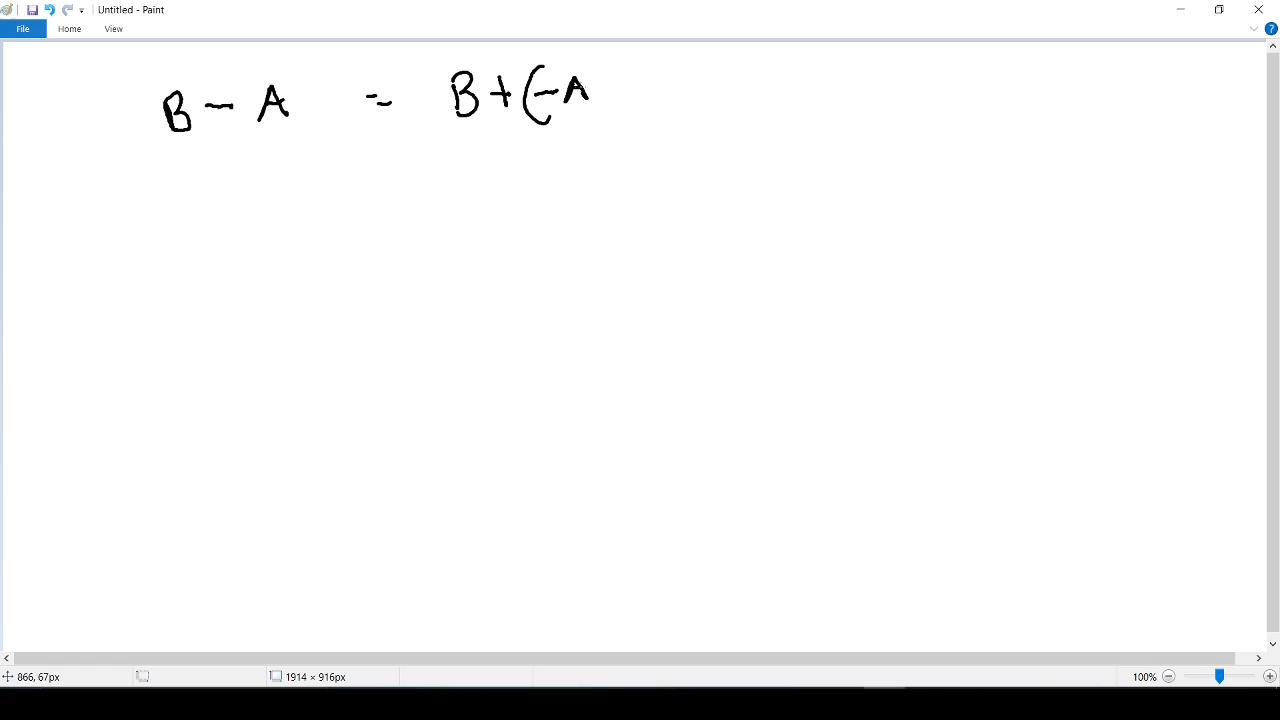 Untitled - Paint
File Home View
B - A = B + (-A
866, 67px 1914 × 916px 100%